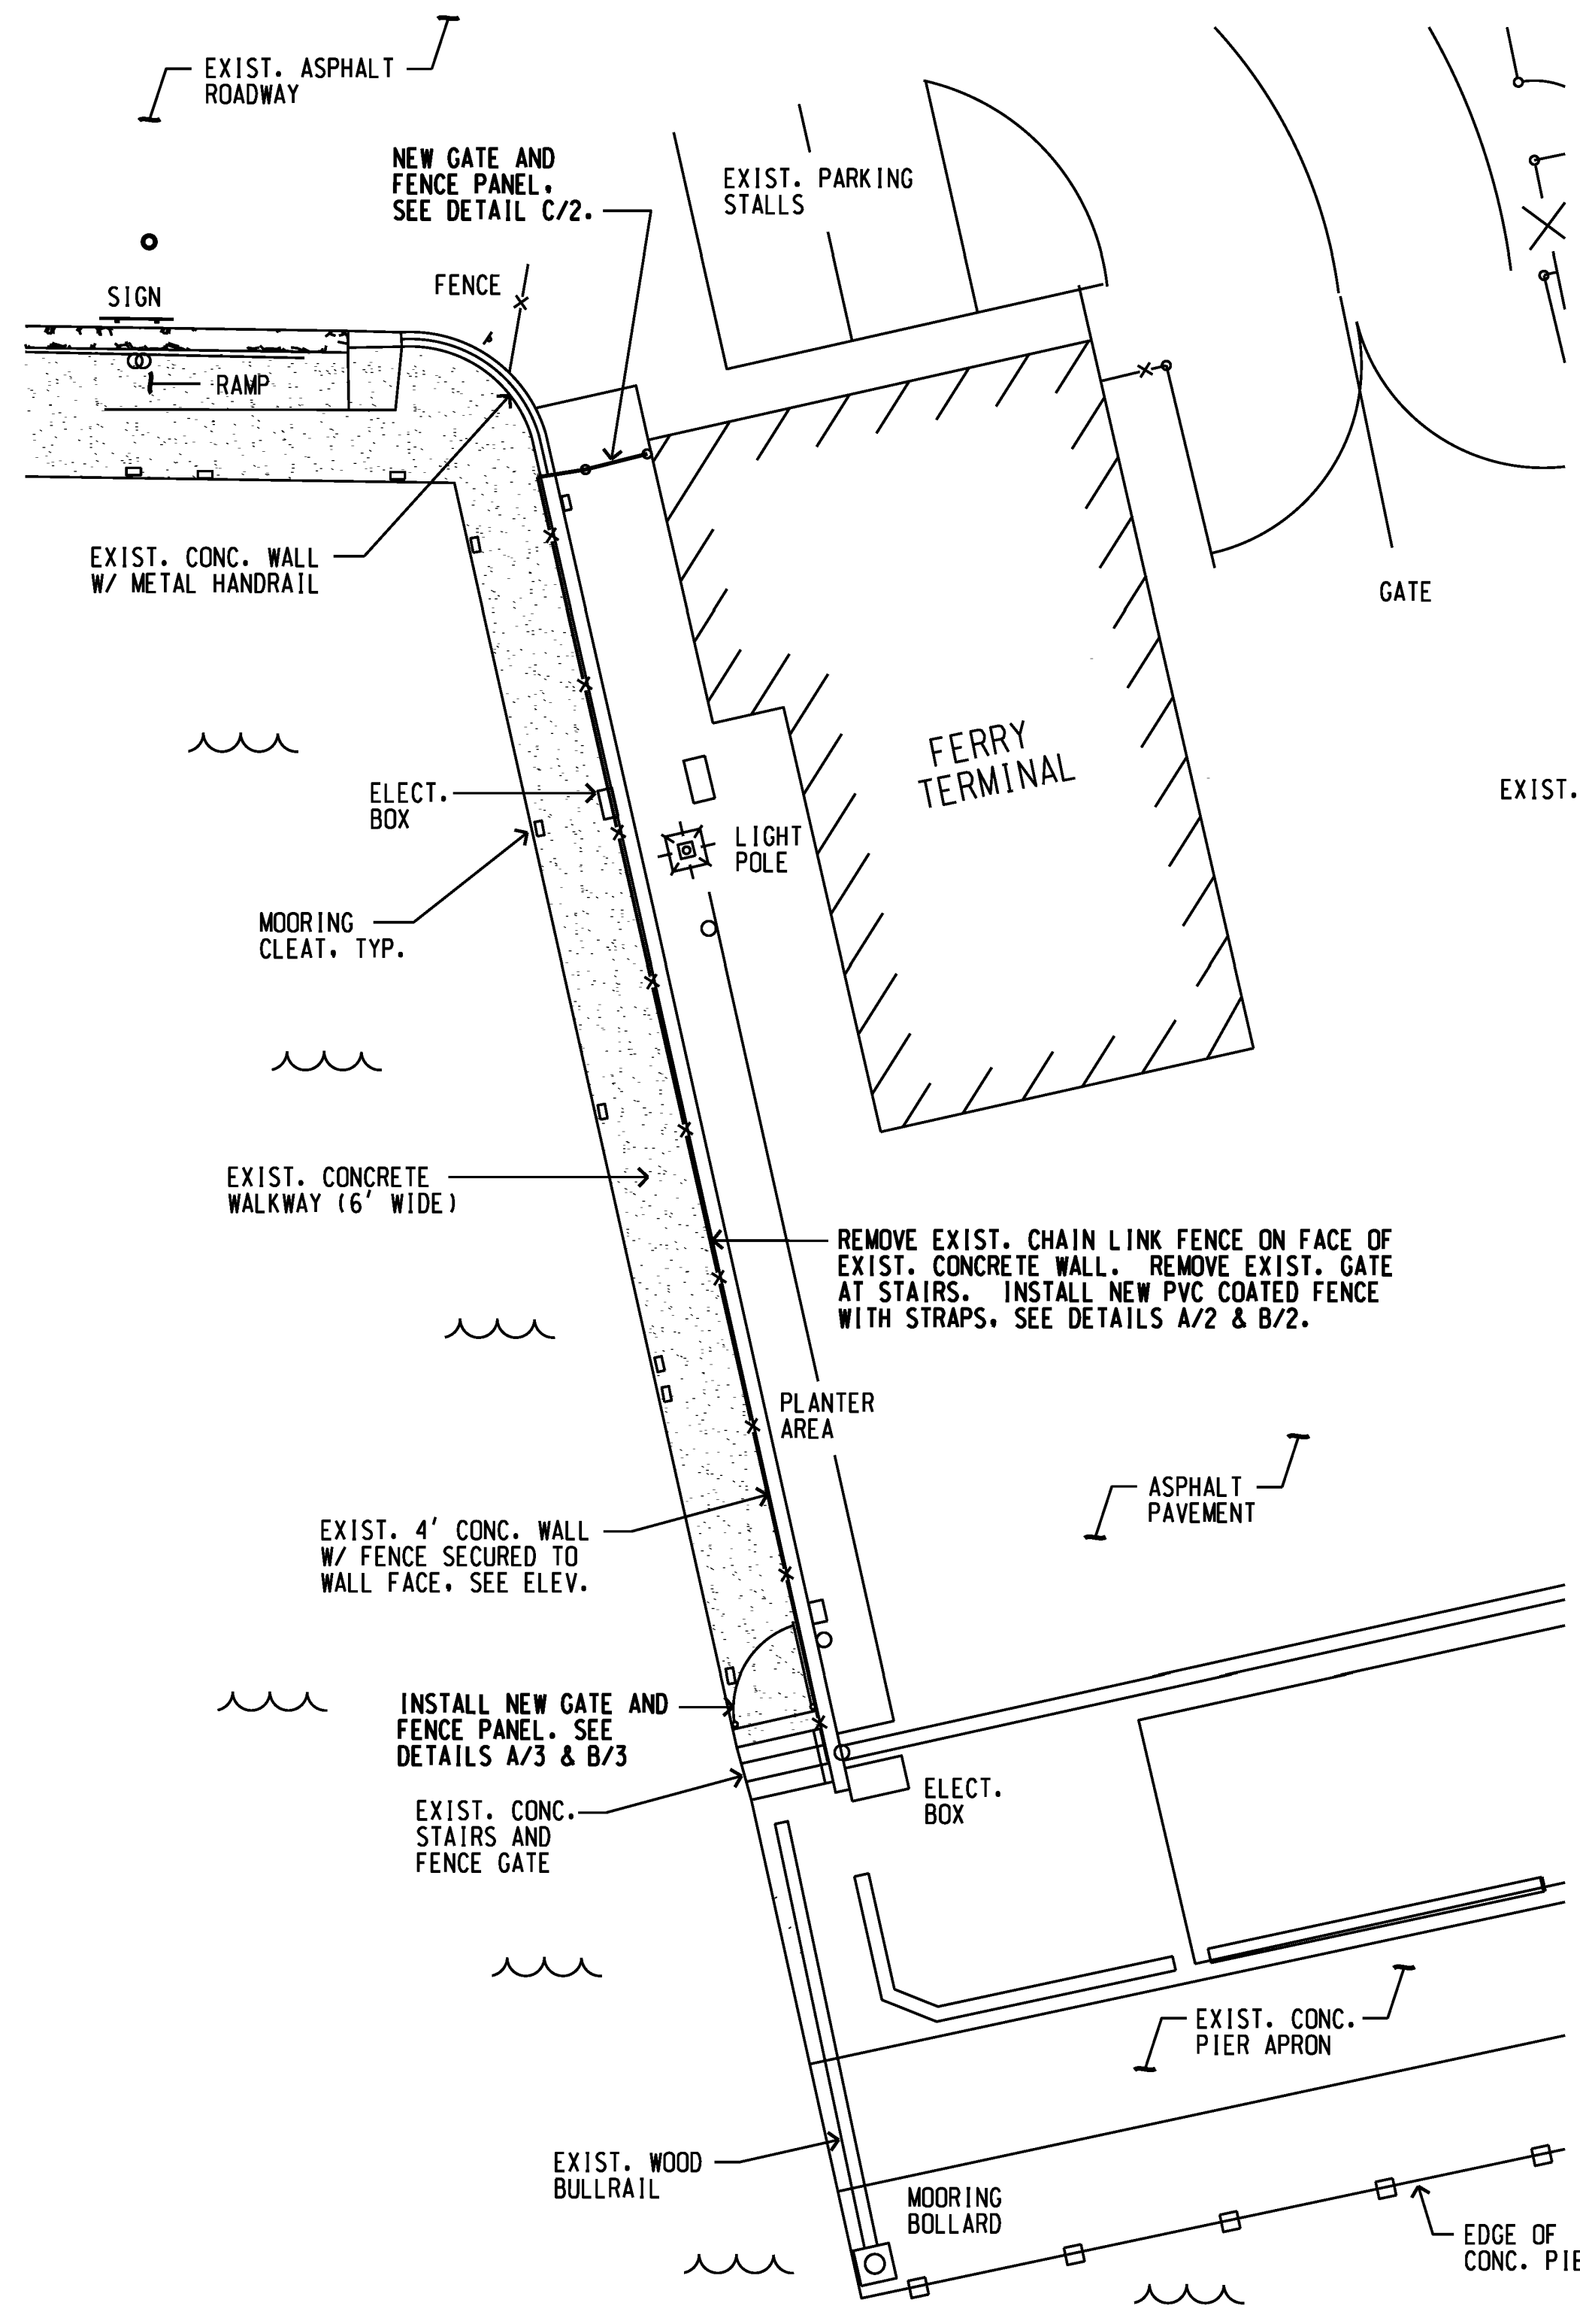 EXIST. ASPHALT
ROADWAY
NEW GATE AND
FENCE PANEL.
SEE DETAIL C/2.
EXIST. PARKING
STALLS
FENCE
SIGN
RAMP
EXIST. CONC. WALL
W/ METAL HANDRAIL
GATE
FERRY
TERMINAL
ELECT.
BOX
EXIST.
LIGHT
POLE
MOORING
CLEAT, TYP.
EXIST. CONCRETE
WALKWAY (6' WIDE)
REMOVE EXIST. CHAIN LINK FENCE ON FACE OF
EXIST. CONCRETE WALL. REMOVE EXIST. GATE
AT STAIRS. INSTALL NEW PVC COATED FENCE
WITH STRAPS, SEE DETAILS A/2 & B/2.
PLANTER
AREA
ASPHALT
PAVEMENT
EXIST. 4' CONC. WALL
W/ FENCE SECURED TO
WALL FACE, SEE ELEV.
INSTALL NEW GATE AND
FENCE PANEL. SEE
DETAILS A/3 & B/3
ELECT.
BOX
EXIST. CONC.
STAIRS AND
FENCE GATE
EXIST. CONC.
PIER APRON
EXIST. WOOD
BULLRAIL
MOORING
BOLLARD
EDGE OF
CONC. PIE